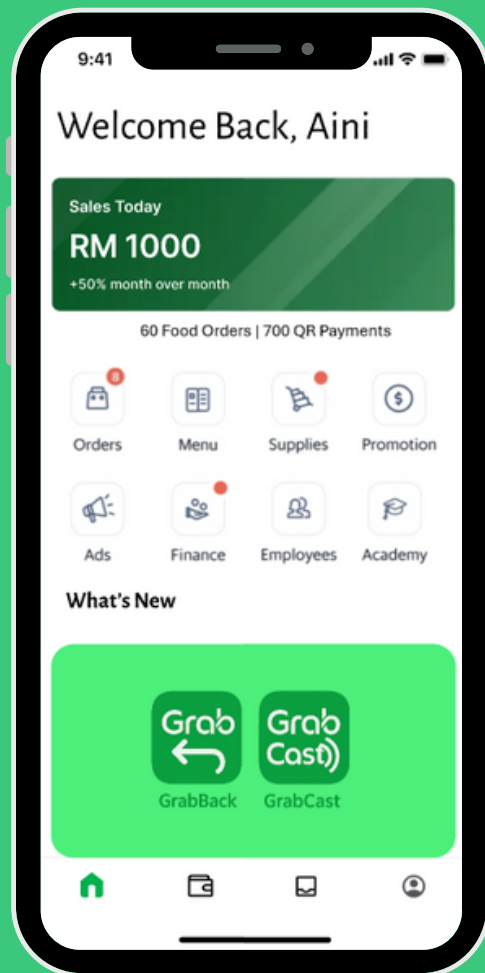 9:41
Welcome Back, Aini
Sales Today
RM 1000
+50% month over month
60 Food Orders | 700 QR Payments
8
Orders Menu Supplies Promotion
Ads Finance Employees Academy
What's New
Grab Grab
Cast
GrabBack GrabCast